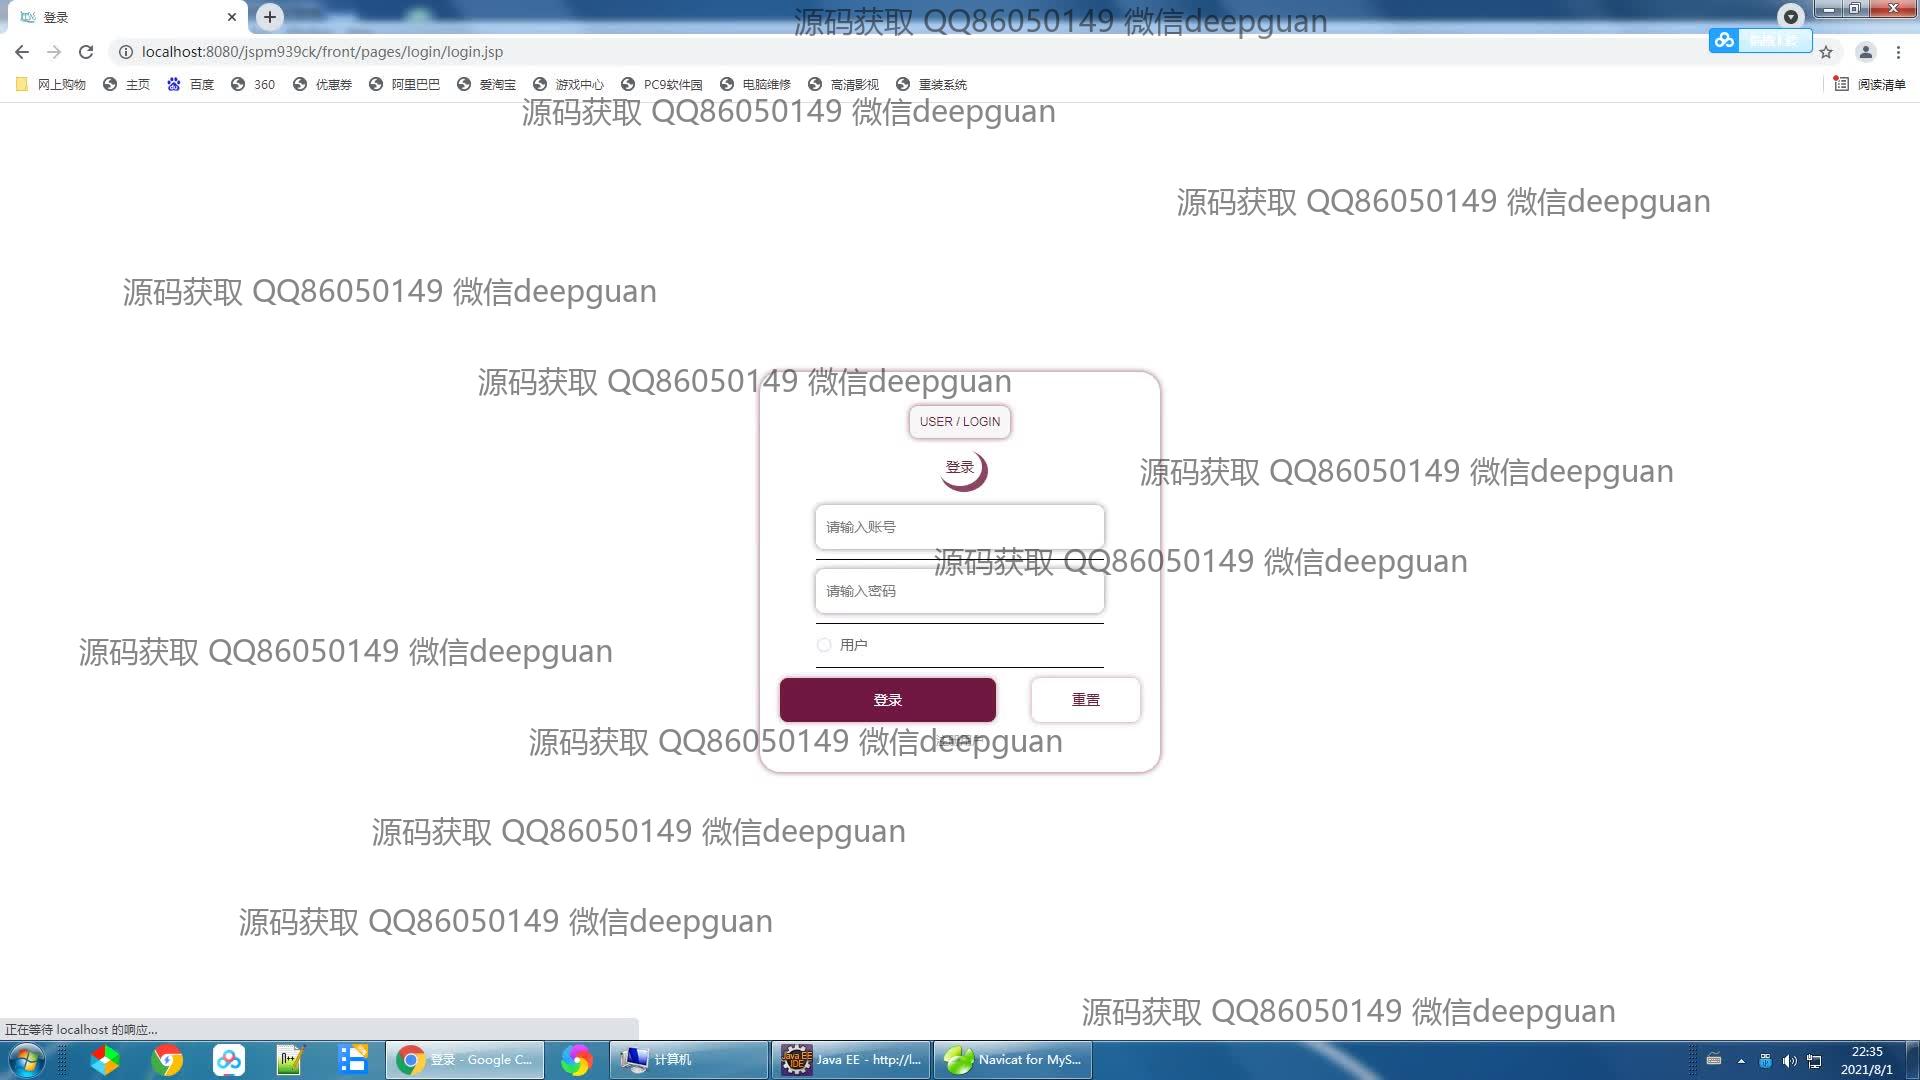 登录
源码获取 QQ86050149 微信deepguan
localhost:8080/jspm939ck/front/pages/login/login.jsp
网上购物 主页 百度 360 优惠券 阿里巴巴 爱淘宝 游戏中心 PC9软件园 电脑维修 高清影视 重装系统 阅读清单
源码获取 QQ86050149 微信deepguan
源码获取 QQ86050149 微信deepguan
源码获取 QQ86050149 微信deepguan
源码获取 QQ86050149 微信deepguan
USER / LOGIN
登录
源码获取 QQ86050149 微信deepguan
请输入账号
源码获取 QQ86050149 微信deepguan
请输入密码
用户
源码获取 QQ86050149 微信deepguan
登录 重置
源码获取 QQ86050149 微信deepguan
源码获取 QQ86050149 微信deepguan
源码获取 QQ86050149 微信deepguan
源码获取 QQ86050149 微信deepguan
正在等待 localhost 的响应...
登录 - Google C... 计算机 Java EE - http://l... Navicat for MyS...
22:35
2021/8/1